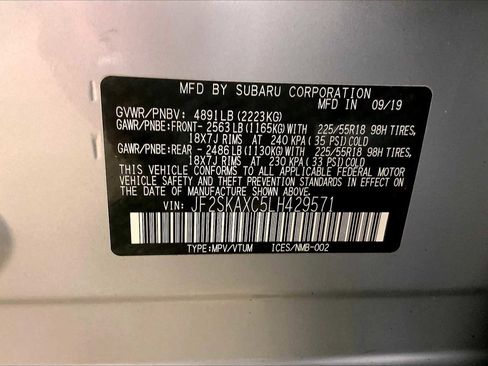 MFD BY SUBARU CORPORATION
MFD. IN 09/19
GVWR/PNBV: 4891LB(2223KG)
GAWR/PNBE:FRONT- 2563LB(1165KG)WITH 225/55R18 98H TIRES,
18X7J RIMS AT 240 KPA(35 PSI)COLD
GAWR/PNBE:REAR - 2486LB(1130KG)WITH 225/55R18 98H TIRES,
18X7J RIMS AT 230 KPA(33 PSI)COLD
THIS VEHICLE CONFORMS TO ALL APPLICABLE FEDERAL MOTOR
VEHICLE SAFETY AND THEFT PREVENTION STANDARDS
IN EFFECT ON THE DATE OF MANUFACTURE SHOWN
ABOVE.
VIN: JF2SKAXC5LH429571
TYPE:MPV/VTUM ICES/NMB-002